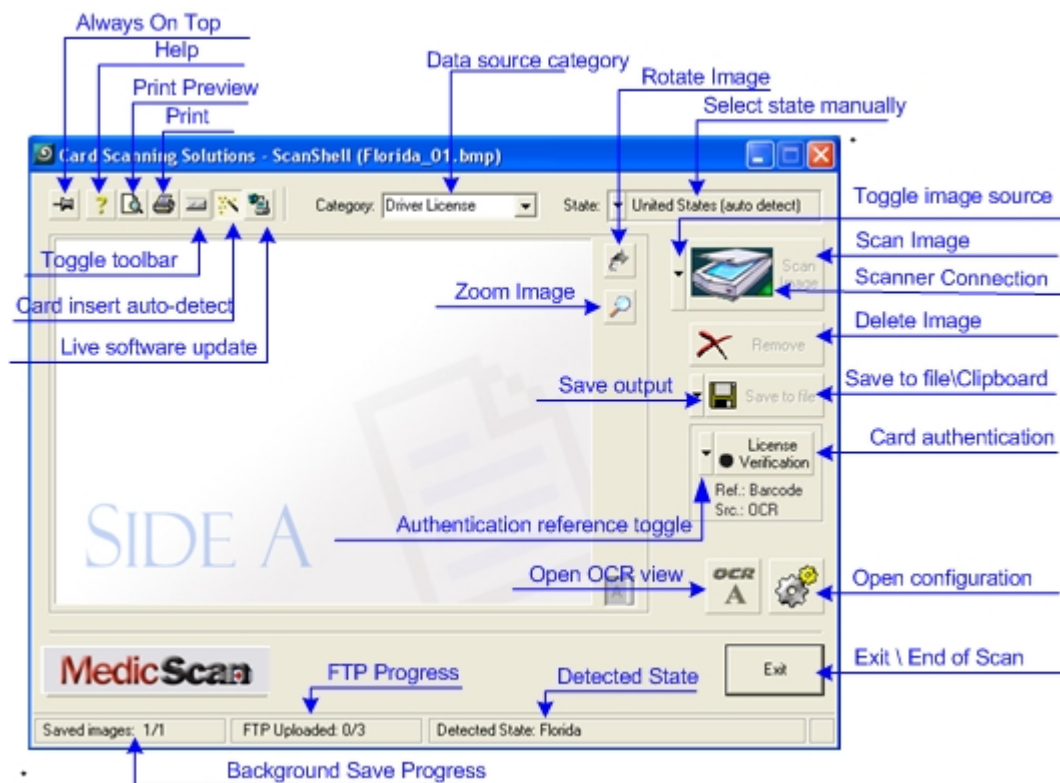 Always On Top
Help
Data source category
Rotate Image
Print Preview
Select state manually
Print
Card Scanning Solutions - ScanShell (Florida_01.bmp)
Category: Driver License
State: United States (auto detect)
Toggle image source
Toggle toolbar
Scan Image
Scan Image
Card insert auto-detect
Zoom Image
Scanner Connection
Live software update
Delete Image
Remove
Save output
Save to file
Save to file\Clipboard
License Verification
Card authentication
Ref.: Barcode
Src.: OCR
SIDE A
Authentication reference toggle
Open OCR view
OCR
A
Open configuration
MedicScan
FTP Progress
Detected State
Exit
Exit \ End of Scan
Saved images: 1/1
FTP Uploaded: 0/3
Detected State: Florida
Background Save Progress